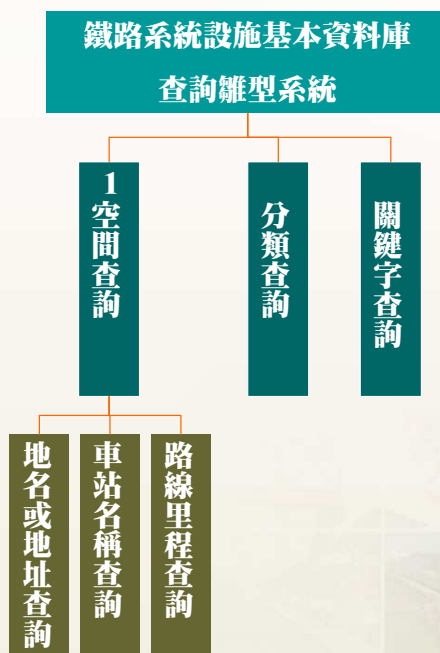 鐵路系統設施基本資料庫
查詢雛型系統
1空間查詢
分類查詢
關鍵字查詢
地名或地址查詢
車站名稱查詢
路線里程查詢